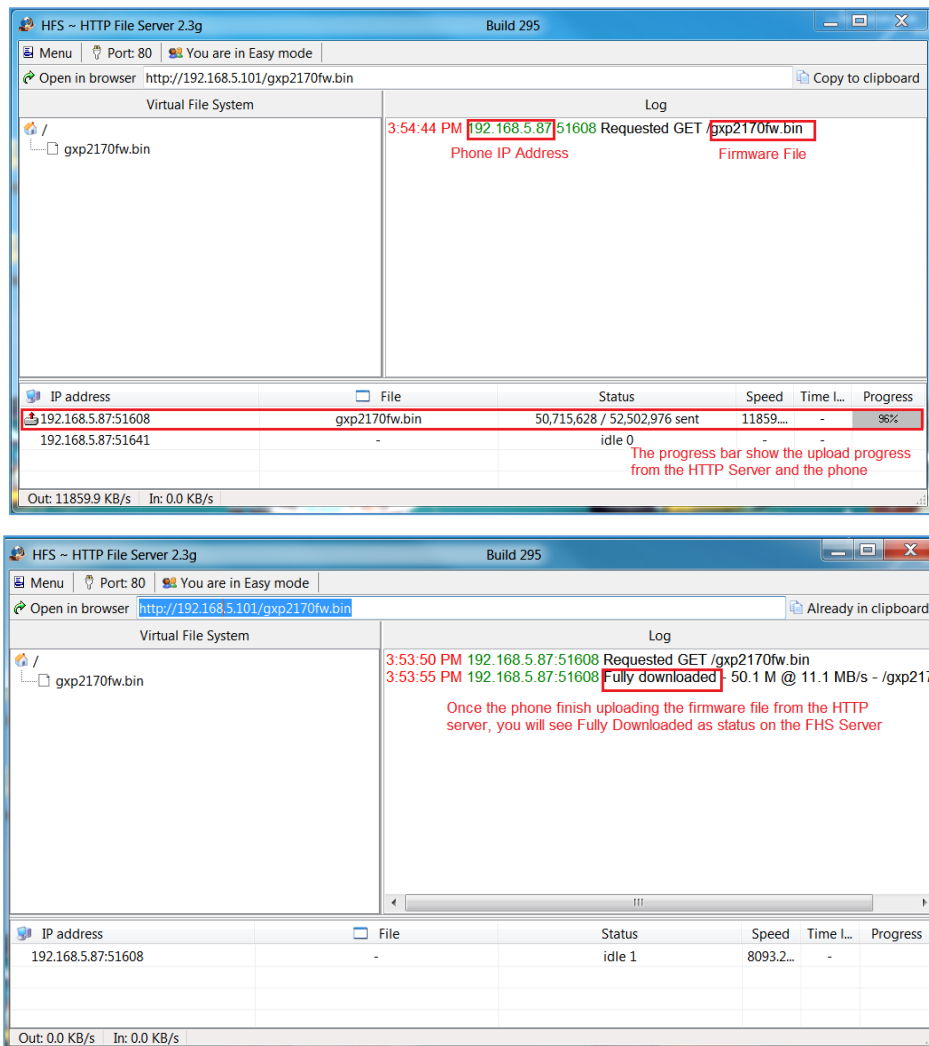 HFS ~ HTTP File Server 2.3g Build 295
Menu Port: 80 You are in Easy mode
Open in browser http://192.168.5.101/gxp2170fw.bin Copy to clipboard
Virtual File System Log
/
gxp2170fw.bin
3:54:44 PM 192.168.5.87:51608 Requested GET /gxp2170fw.bin
Phone IP Address Firmware File
IP address File Status Speed Time l... Progress
192.168.5.87:51608 gxp2170fw.bin 50,715,628 / 52,502,976 sent 11859.... - 96%
192.168.5.87:51641 - idle 0 - -
The progress bar show the upload progress
from the HTTP Server and the phone
Out: 11859.9 KB/s In: 0.0 KB/s
HFS ~ HTTP File Server 2.3g Build 295
Menu Port: 80 You are in Easy mode
Open in browser http://192.168.5.101/gxp2170fw.bin Already in clipboard
Virtual File System Log
/
gxp2170fw.bin
3:53:50 PM 192.168.5.87:51608 Requested GET /gxp2170fw.bin
3:53:55 PM 192.168.5.87:51608 Fully downloaded - 50.1 M @ 11.1 MB/s - /gxp217
Once the phone finish uploading the firmware file from the HTTP
server, you will see Fully Downloaded as status on the FHS Server
IP address File Status Speed Time l... Progress
192.168.5.87:51608 - idle 1 8093.2... -
Out: 0.0 KB/s In: 0.0 KB/s